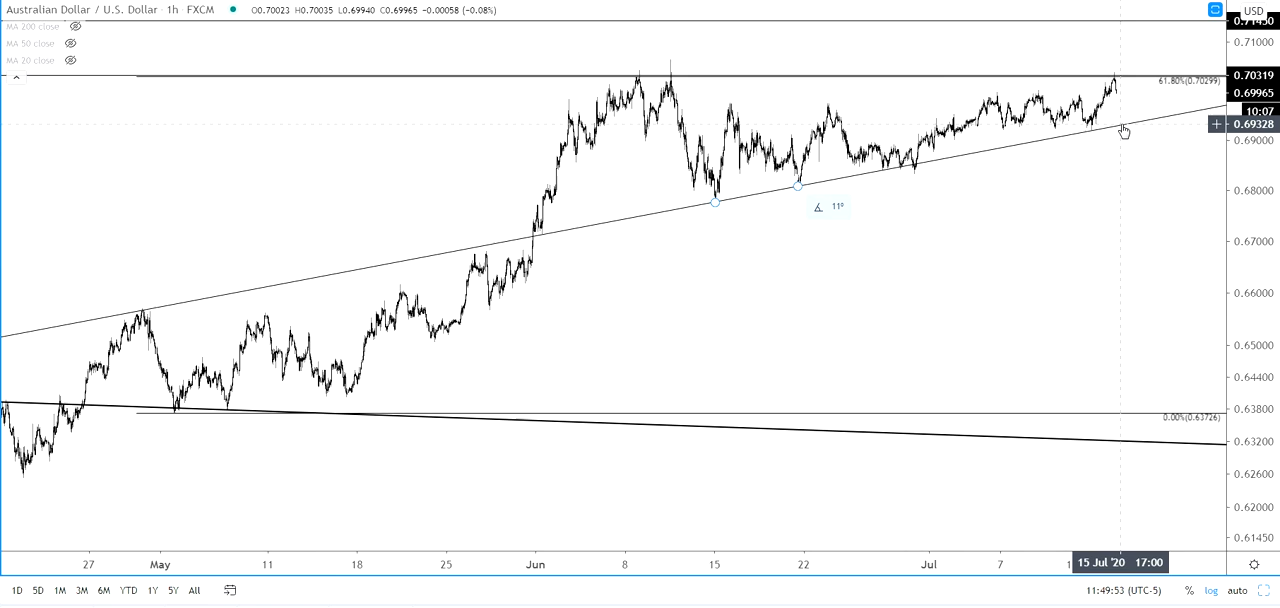 Australian Dollar / U.S. Dollar · 1h · FXCM O0.70023 H0.70035 L0.69940 C0.69965 −0.00058 (−0.08%)
USD
MA 200 close
MA 50 close
MA 20 close
0.71450
0.71000
0.70319
61.80%(0.70299)
0.69965
10:07
0.69328
0.69000
0.68000
11°
0.67000
0.66000
0.65000
0.64400
0.63800
0.00%(0.63726)
0.63200
0.62600
0.62000
0.61450
27 May 11 18 25 Jun 8 15 22 Jul 7 15 Jul '20 17:00
1D 5D 1M 3M 6M YTD 1Y 5Y All 11:49:53 (UTC-5) % log auto